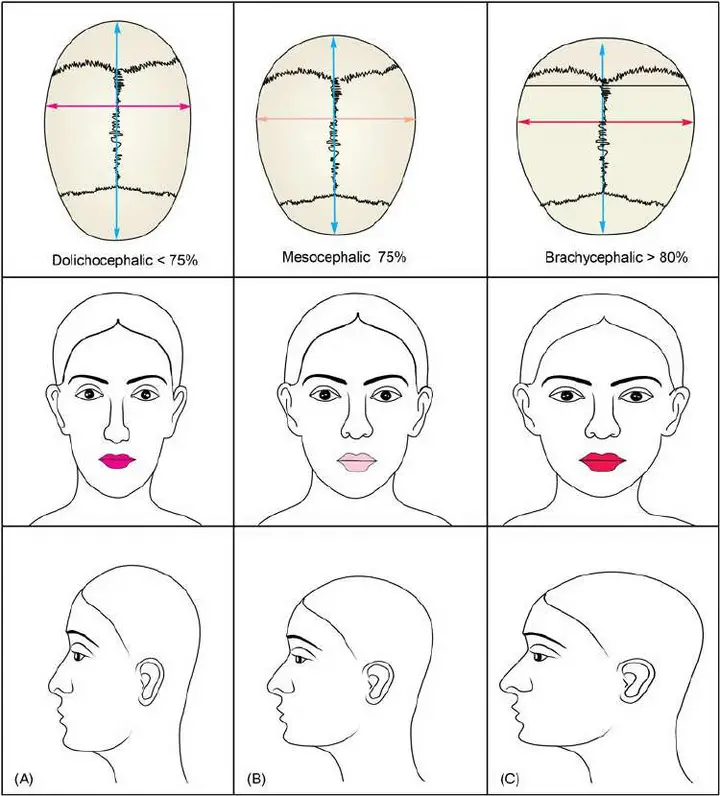 Dolichocephalic < 75%
Mesocephalic 75%
Brachycephalic > 80%
(A)
(B)
(C)